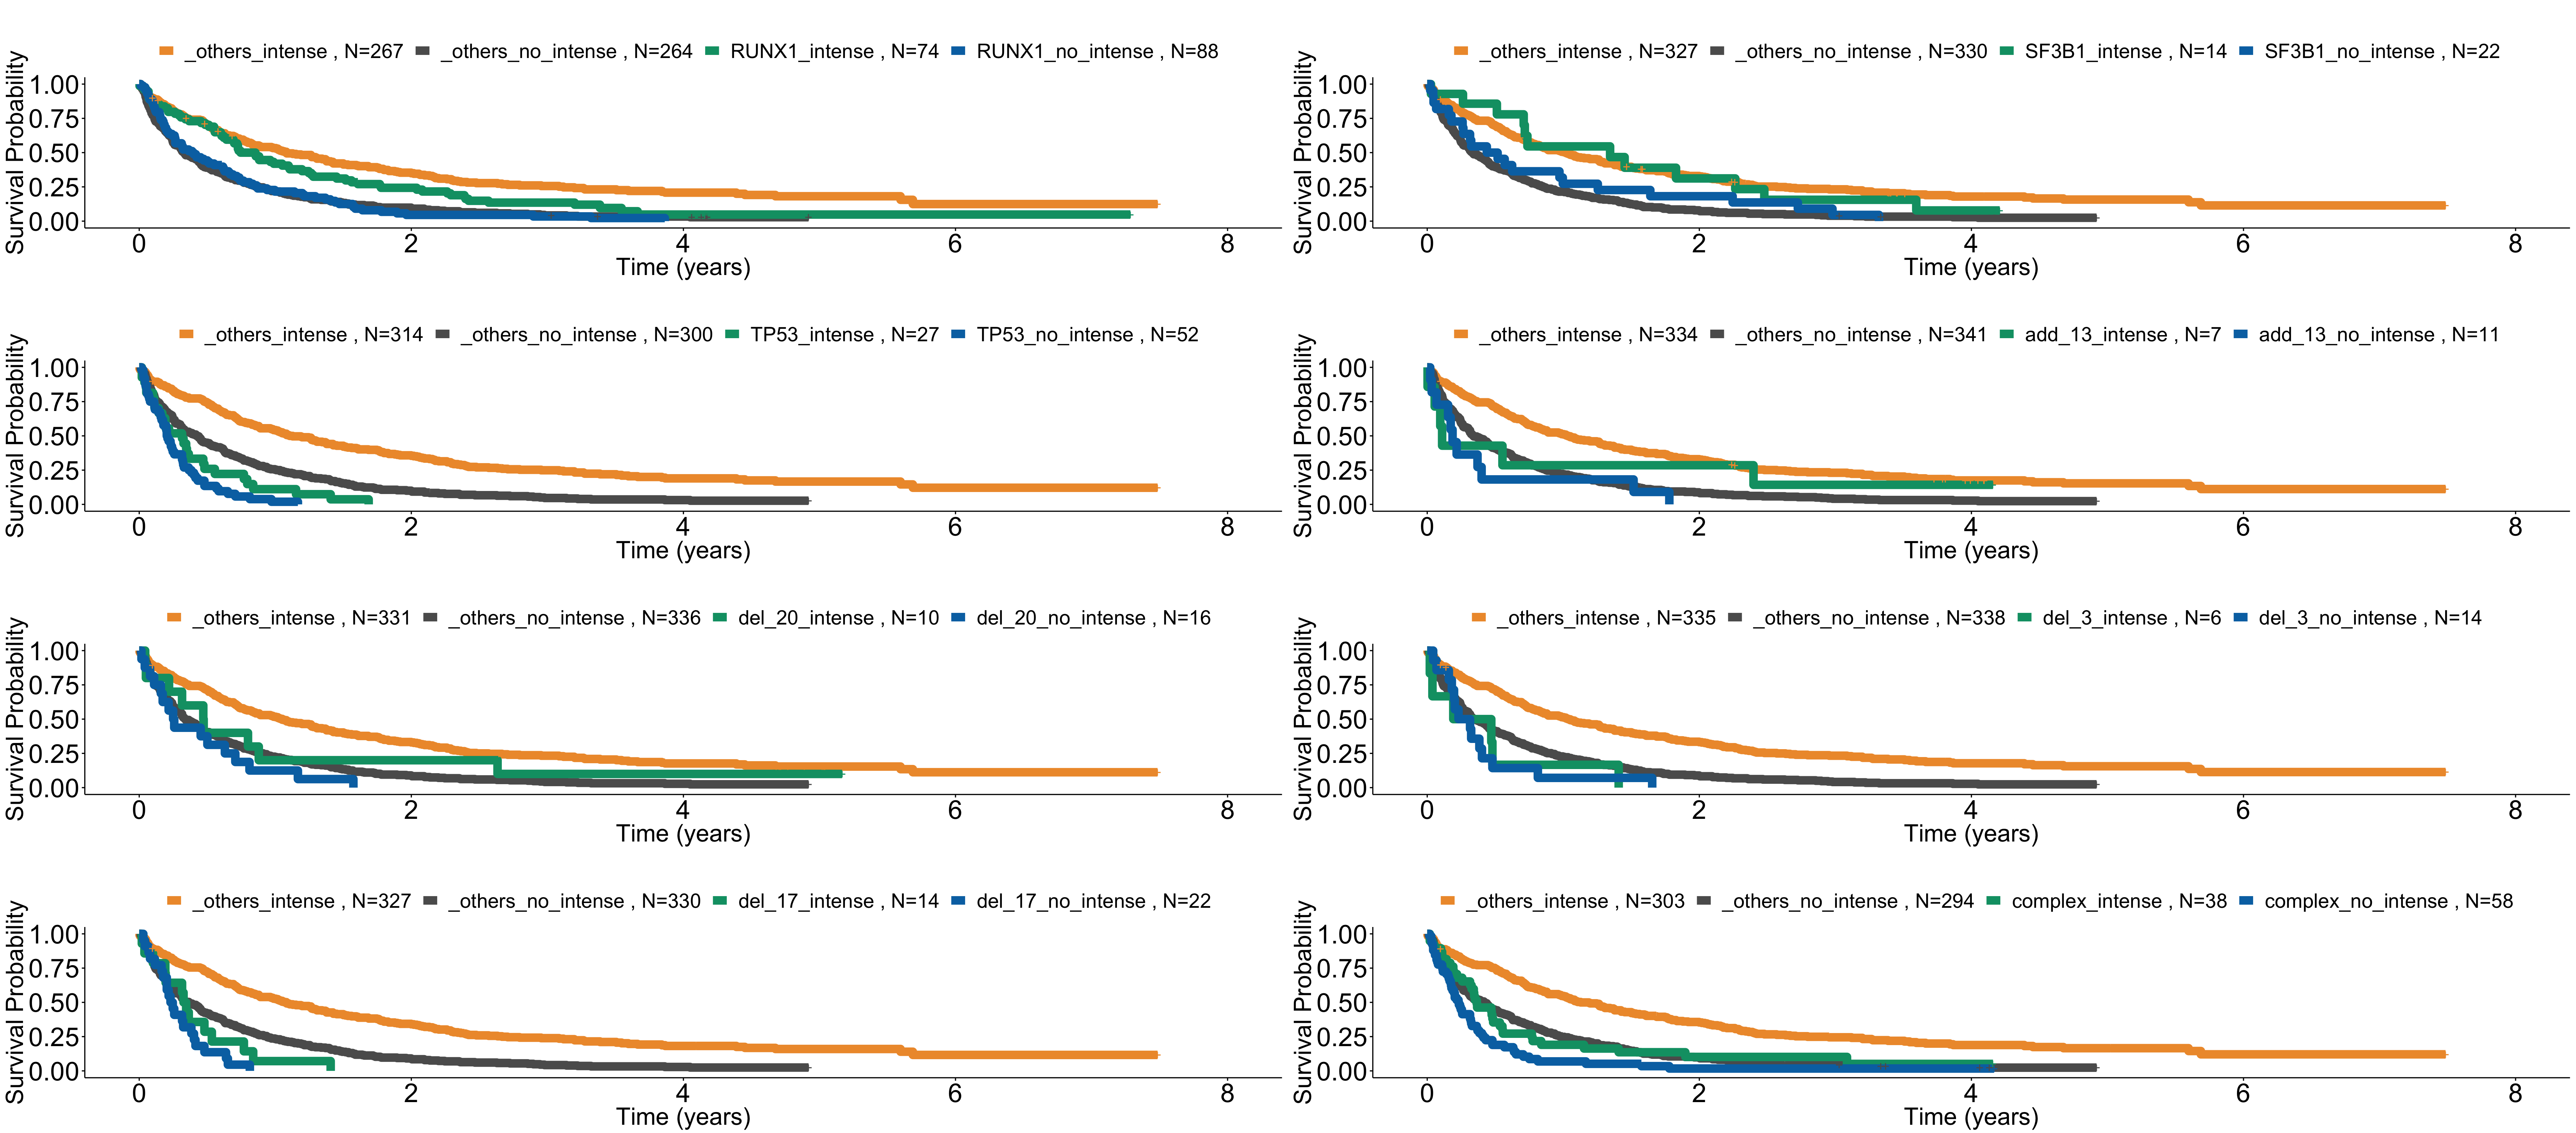 _others_intense , N=267 _others_no_intense , N=264 RUNX1_intense , N=74 RUNX1_no_intense , N=88
Survival Probability
1.00
0.75
0.50
0.25
0.00
0 2 4 6 8
Time (years)
_others_intense , N=327 _others_no_intense , N=330 SF3B1_intense , N=14 SF3B1_no_intense , N=22
Survival Probability
1.00
0.75
0.50
0.25
0.00
0 2 4 6 8
Time (years)
_others_intense , N=314 _others_no_intense , N=300 TP53_intense , N=27 TP53_no_intense , N=52
Survival Probability
1.00
0.75
0.50
0.25
0.00
0 2 4 6 8
Time (years)
_others_intense , N=334 _others_no_intense , N=341 add_13_intense , N=7 add_13_no_intense , N=11
Survival Probability
1.00
0.75
0.50
0.25
0.00
0 2 4 6 8
Time (years)
_others_intense , N=331 _others_no_intense , N=336 del_20_intense , N=10 del_20_no_intense , N=16
Survival Probability
1.00
0.75
0.50
0.25
0.00
0 2 4 6 8
Time (years)
_others_intense , N=335 _others_no_intense , N=338 del_3_intense , N=6 del_3_no_intense , N=14
Survival Probability
1.00
0.75
0.50
0.25
0.00
0 2 4 6 8
Time (years)
_others_intense , N=327 _others_no_intense , N=330 del_17_intense , N=14 del_17_no_intense , N=22
Survival Probability
1.00
0.75
0.50
0.25
0.00
0 2 4 6 8
Time (years)
_others_intense , N=303 _others_no_intense , N=294 complex_intense , N=38 complex_no_intense , N=58
Survival Probability
1.00
0.75
0.50
0.25
0.00
0 2 4 6 8
Time (years)